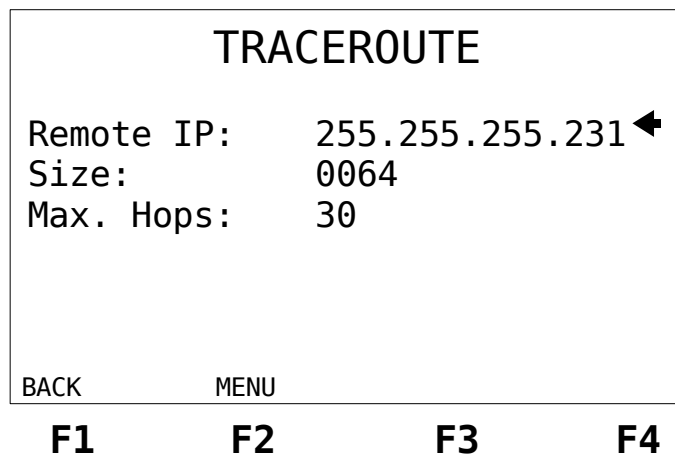 TRACEROUTE
Remote IP: 255.255.255.231
Size: 0064
Max. Hops: 30
BACK MENU
F1 F2 F3 F4